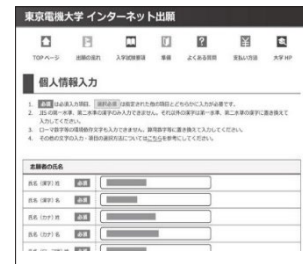 東京電機大学 インターネット出願
TOPページ 出願の流れ 入学試験要項 準備 よくある質問 支払い方法 大学HP
個人情報入力
1. 必須 は必須入力項目、選択必須 は指定された他の項目とどちらかに入力が必要です。
2. JISの第一水準、第二水準の漢字のみ入力できません。それ以外の漢字は第一水準、第二水準の漢字に置き換えて
入力してください。
3. ローマ数字等の環境依存文字も入力できません。算用数字等に置き換えて入力してください。
4. その他の文字の入力・項目の選択方法についてはこちらを参考にしてください。
志願者の氏名
氏名（漢字）姓 必須
氏名（漢字）名 必須
氏名（カナ）姓 必須
氏名（カナ）名 必須